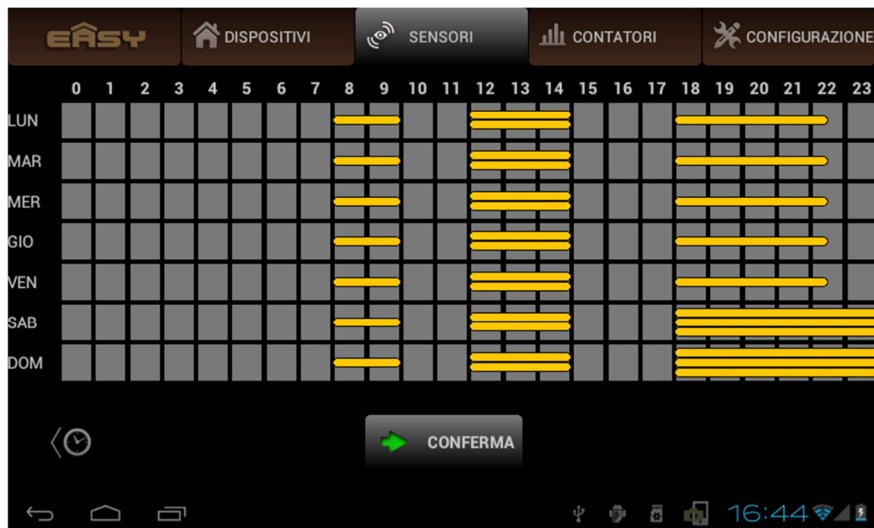 EASY DISPOSITIVI SENSORI CONTATORI CONFIGURAZIONE
0 1 2 3 4 5 6 7 8 9 10 11 12 13 14 15 16 17 18 19 20 21 22 23
LUN
MAR
MER
GIO
VEN
SAB
DOM
CONFERMA
16:44